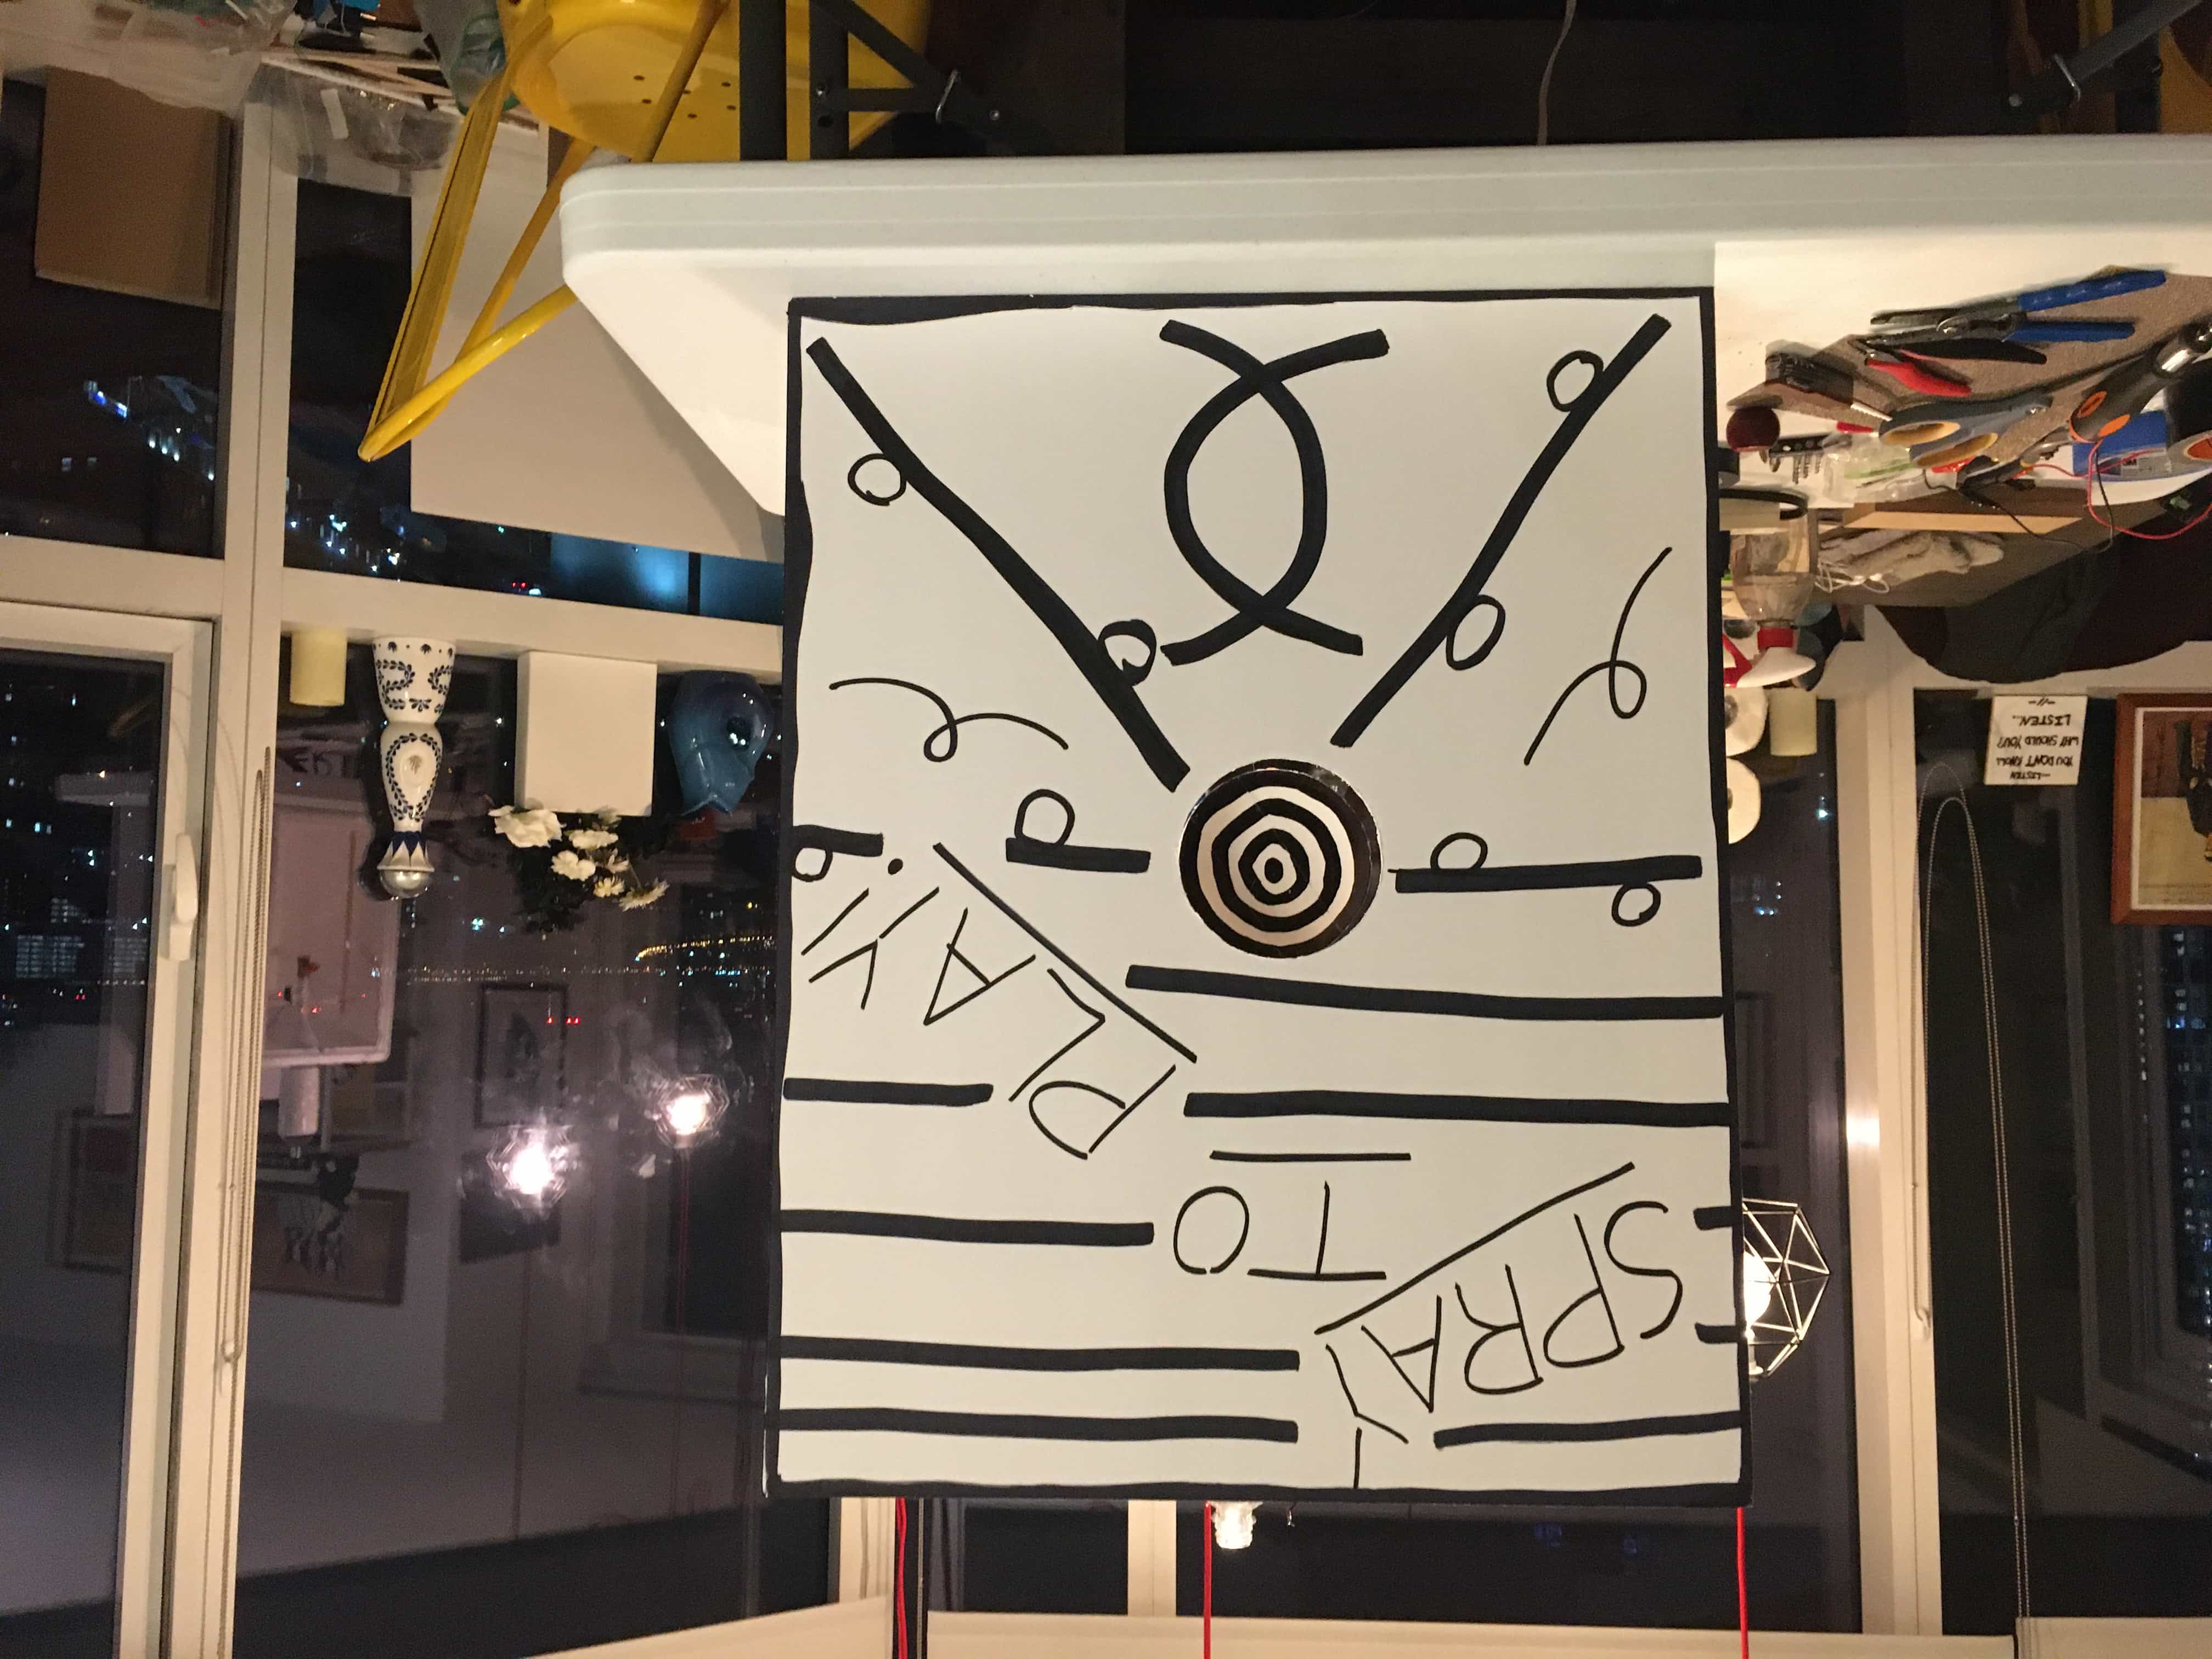 SPRAY
TO
PLAY!
—LISTEN
YOU DON'T KNOW
WHY SHOULD YOU?
LISTEN...
—//—